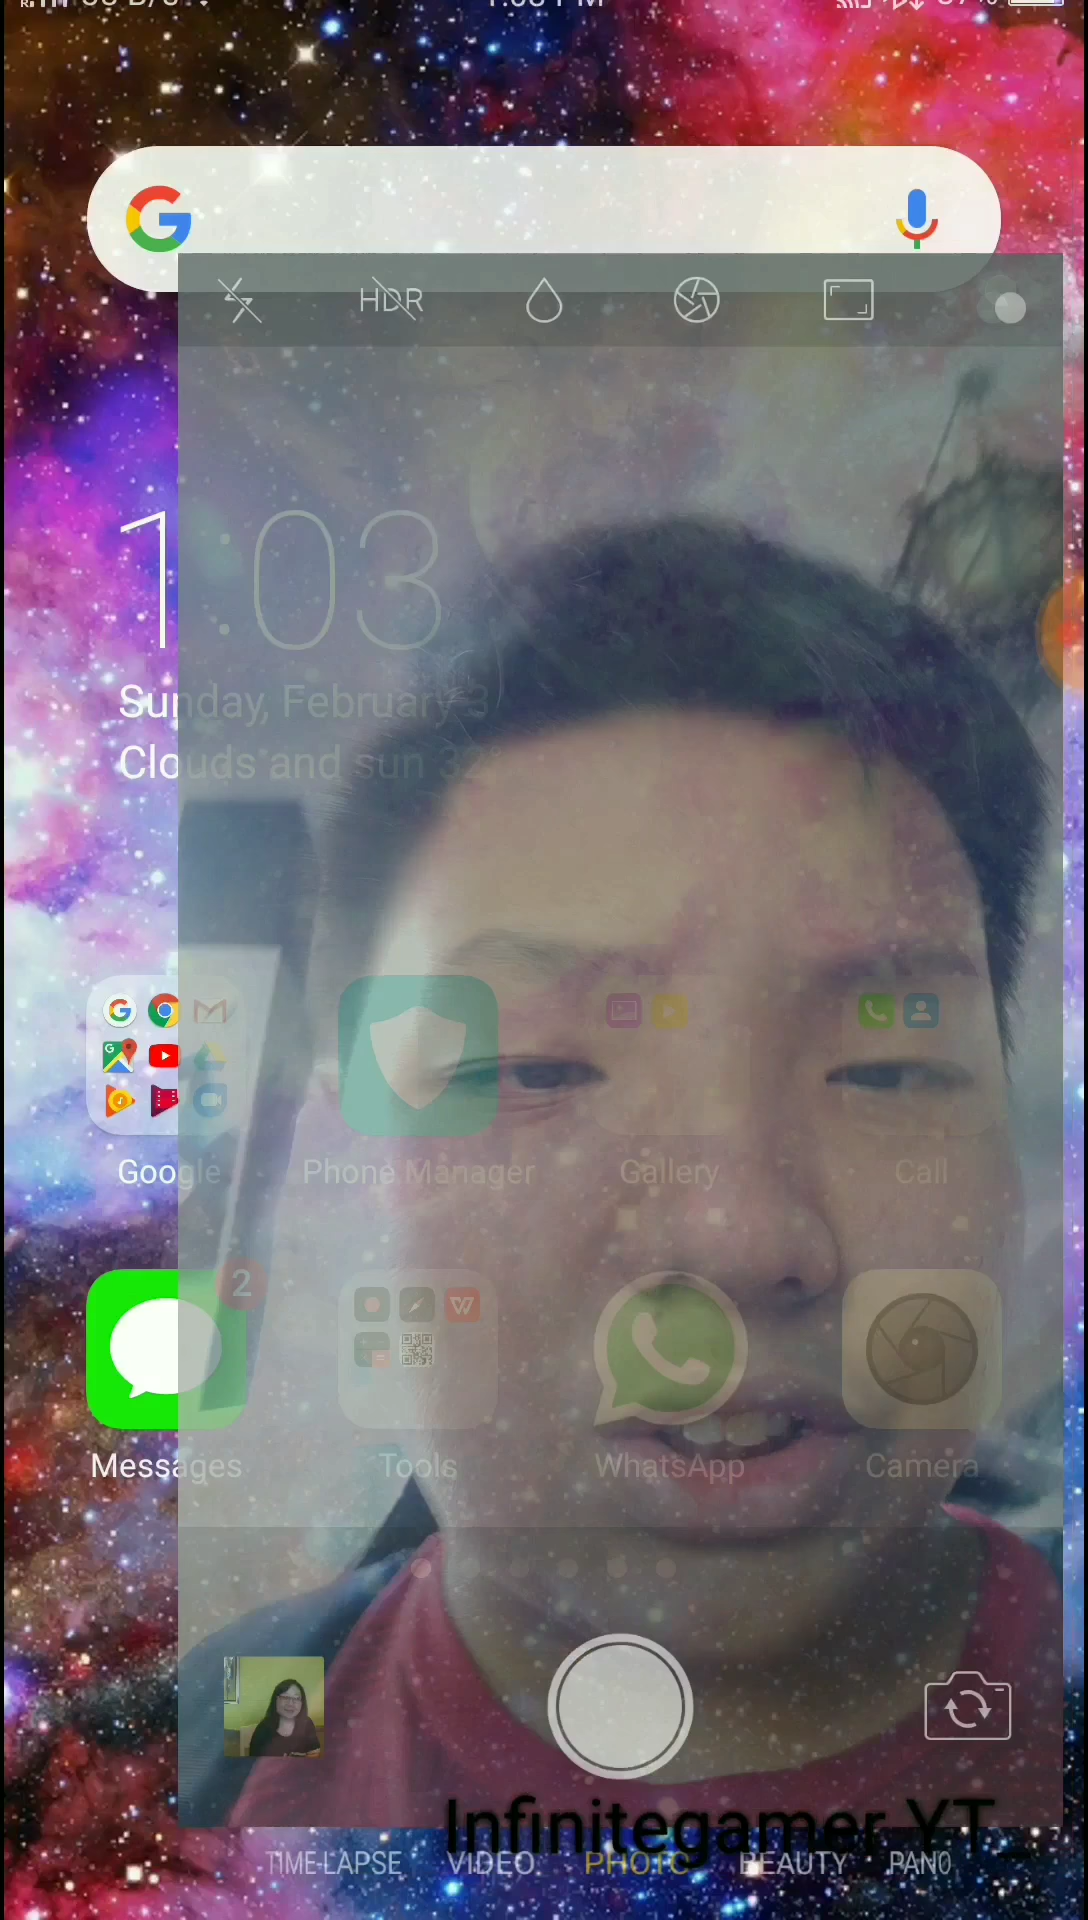 HDR
1:03
Sunday, February 3
Clouds and sun 32°
Google
Phone Manager
Gallery
Call
2
Messages
Tools
WhatsApp
Camera
Infinitegamer YT
TIME-LAPSE VIDEO PHOTO BEAUTY PANO